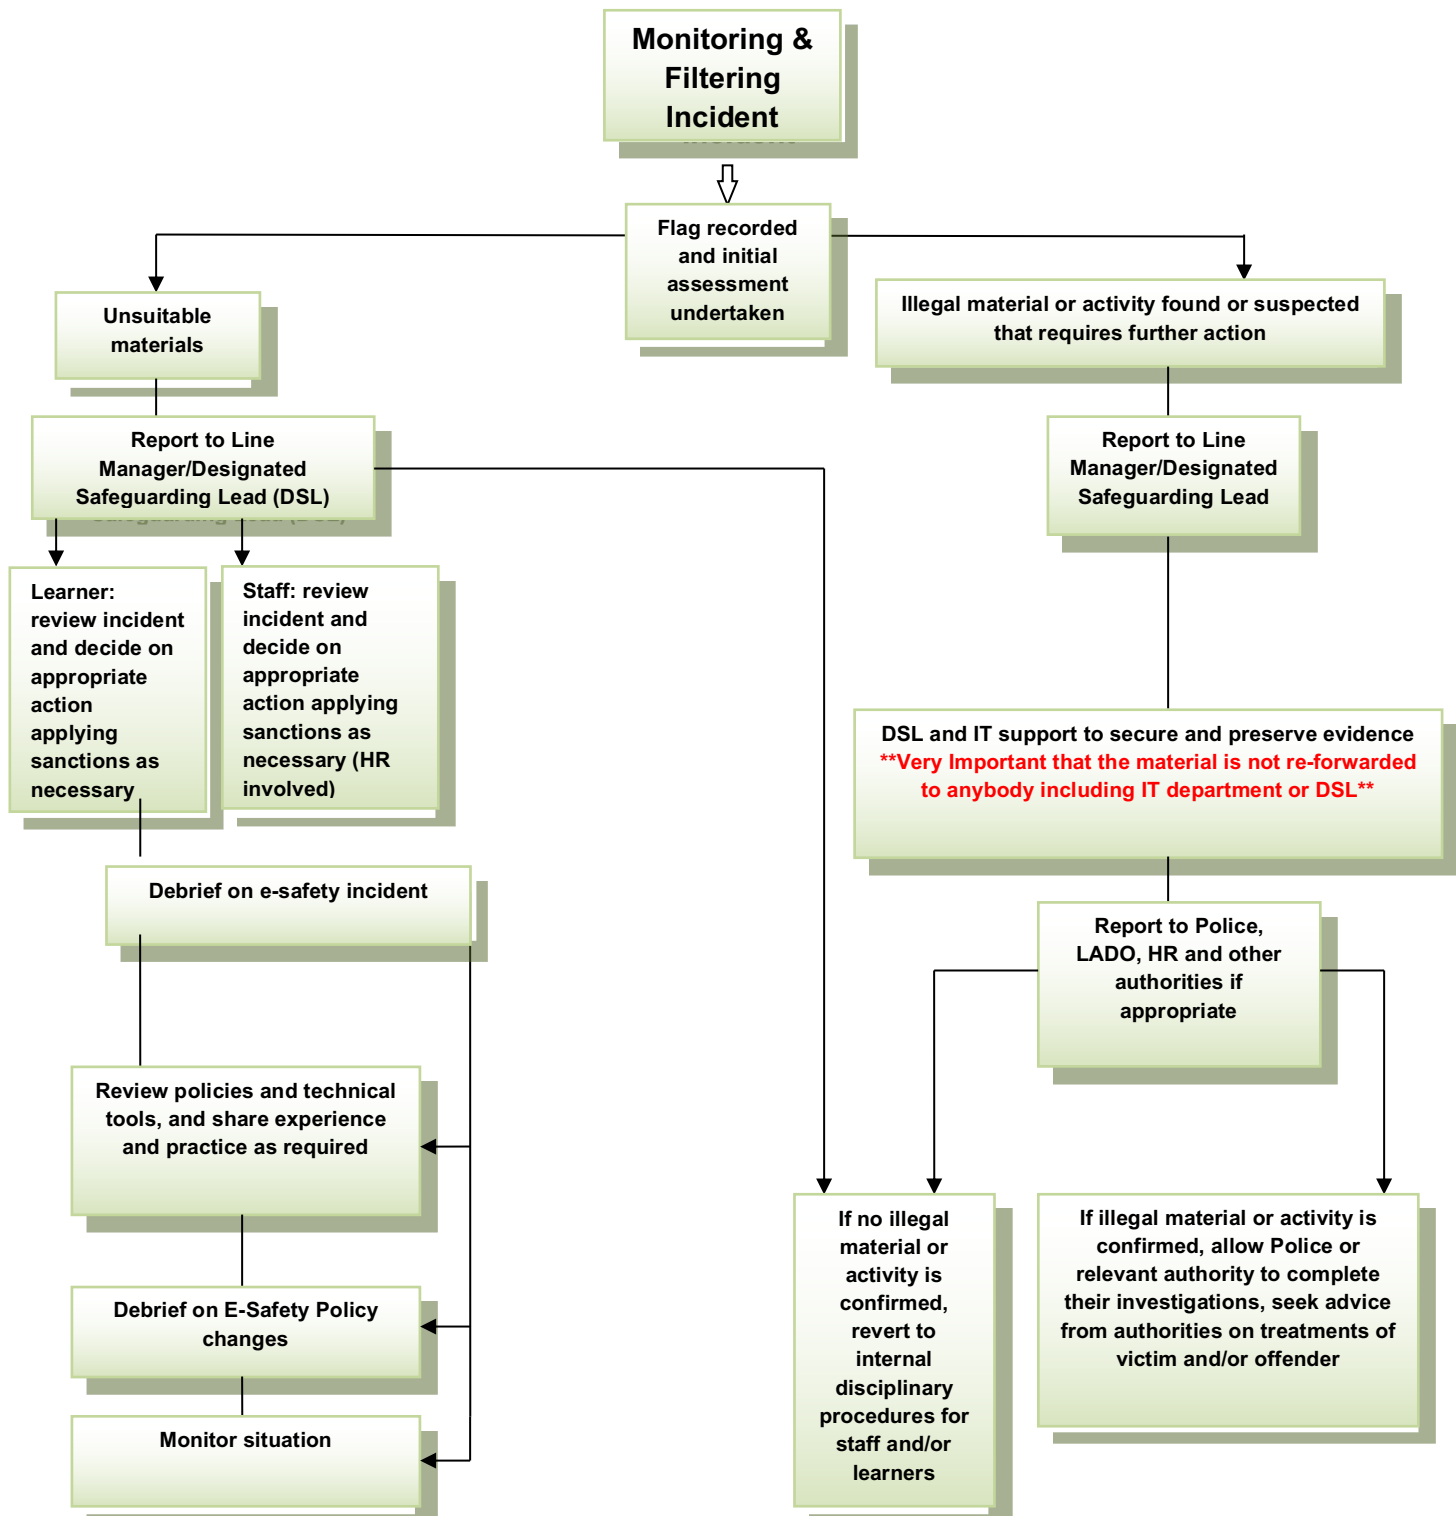 Monitoring &
Filtering
Incident
Flag recorded
and initial
assessment
undertaken
Unsuitable
materials
Illegal material or activity found or suspected
that requires further action
Report to Line
Manager/Designated
Safeguarding Lead (DSL)
Report to Line
Manager/Designated
Safeguarding Lead
Learner:
review incident
and decide on
appropriate
action
applying
sanctions as
necessary
Staff: review
incident and
decide on
appropriate
action applying
sanctions as
necessary (HR
involved)
DSL and IT support to secure and preserve evidence
**Very Important that the material is not re-forwarded
to anybody including IT department or DSL**
Debrief on e-safety incident
Report to Police,
LADO, HR and other
authorities if
appropriate
Review policies and technical
tools, and share experience
and practice as required
Debrief on E-Safety Policy
changes
Monitor situation
If no illegal
material or
activity is
confirmed,
revert to
internal
disciplinary
procedures for
staff and/or
learners
If illegal material or activity is
confirmed, allow Police or
relevant authority to complete
their investigations, seek advice
from authorities on treatments of
victim and/or offender